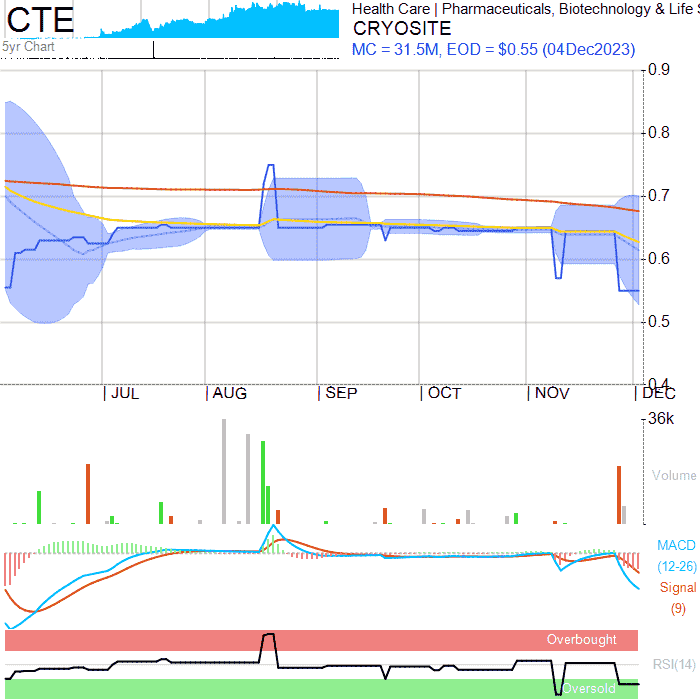 CTE
5yr Chart
Health Care | Pharmaceuticals, Biotechnology & Life S
CRYOSITE
MC = 31.5M, EOD = $0.55 (04Dec2023)
0.9
0.8
0.7
0.6
0.5
0.4
JUL AUG SEP OCT NOV DEC
36k
Volume
MACD
(12-26)
Signal
(9)
Overbought
RSI(14)
Oversold